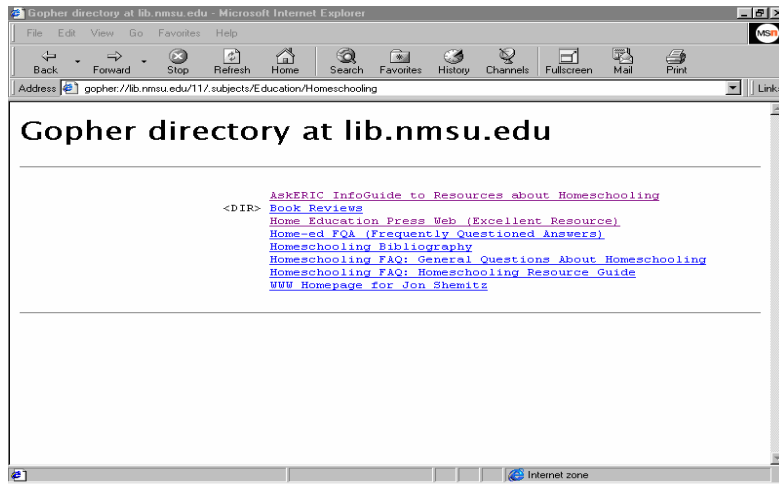 Gopher directory at lib.nmsu.edu - Microsoft Internet Explorer
File Edit View Go Favorites Help
msn
Back Forward Stop Refresh Home Search Favorites History Channels Fullscreen Mail Print
Address gopher://lib.nmsu.edu/11/.subjects/Education/Homeschooling Links
Gopher directory at lib.nmsu.edu
AskERIC InfoGuide to Resources about Homeschooling
<DIR> Book Reviews
Home Education Press Web (Excellent Resource)
Home-ed FQA (Frequently Questioned Answers)
Homeschooling Bibliography
Homeschooling FAQ: General Questions About Homeschooling
Homeschooling FAQ: Homeschooling Resource Guide
WWW Homepage for Jon Shemitz
Internet zone